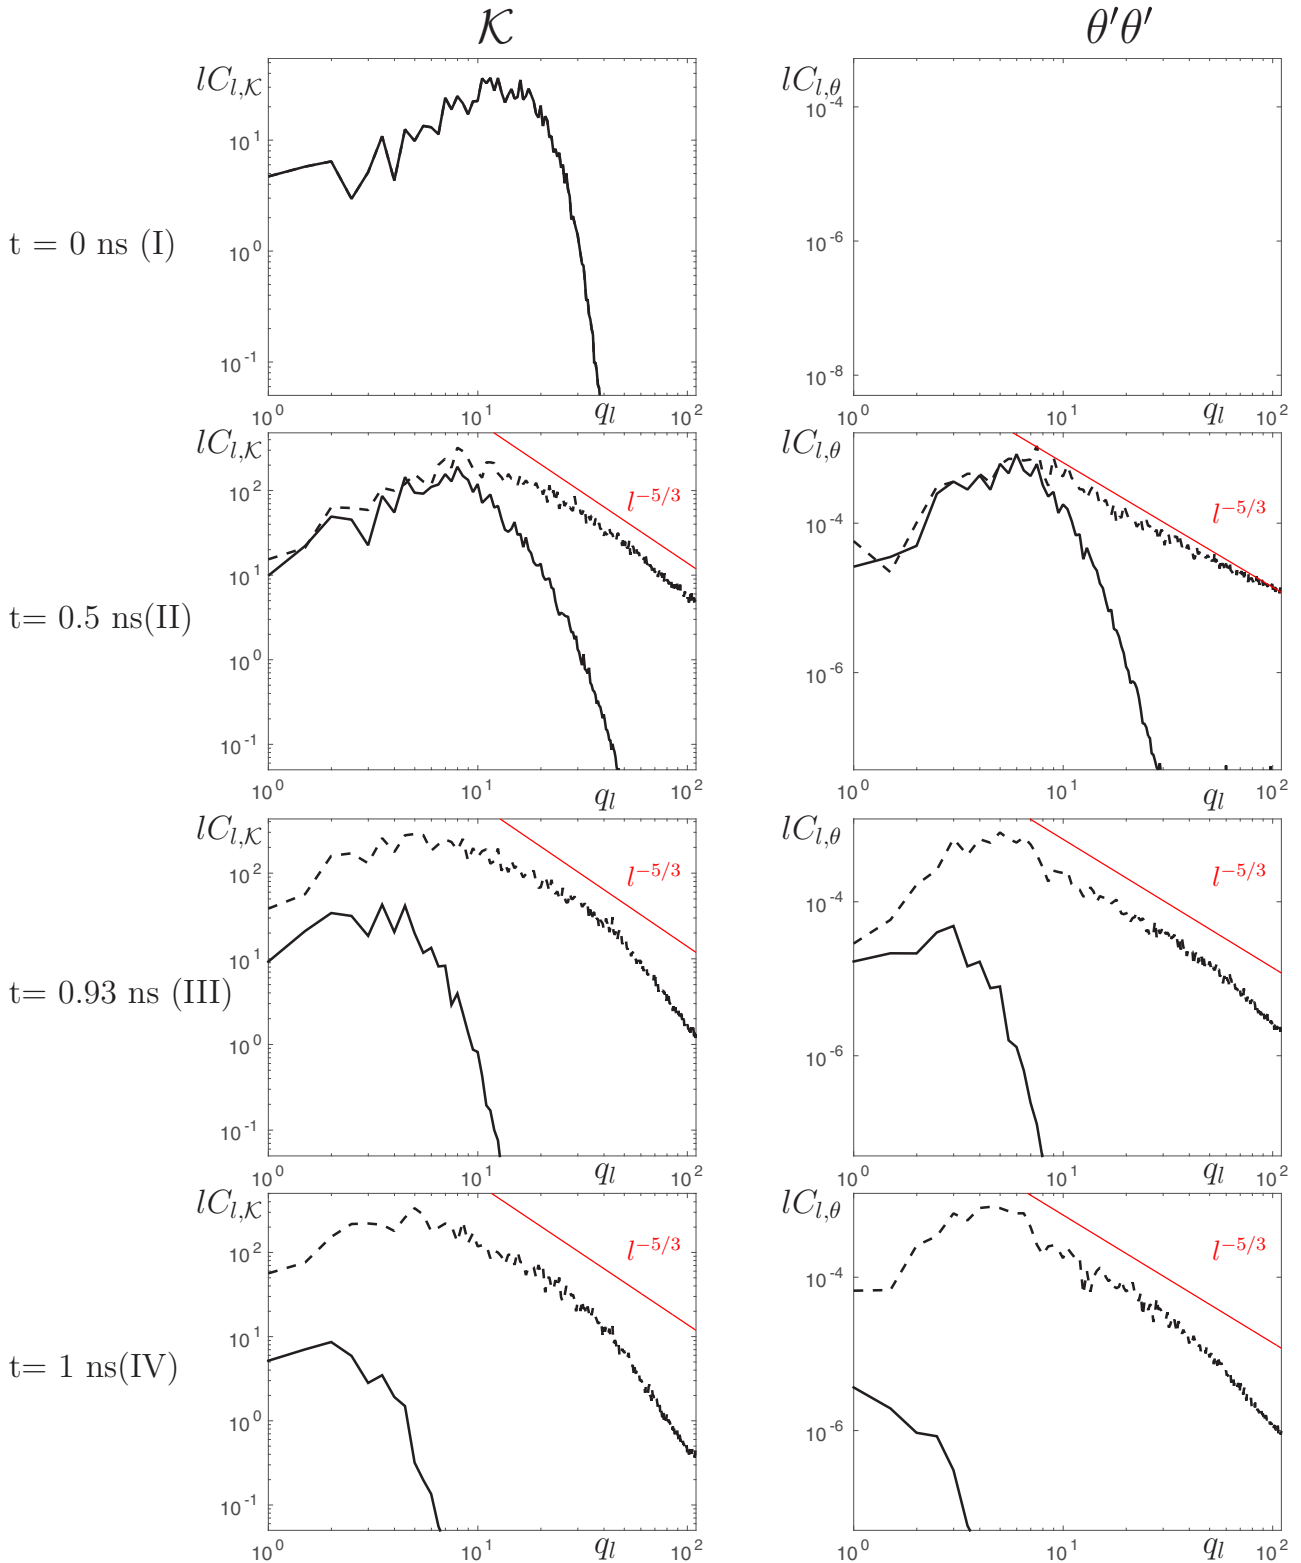 𝒦 θ′θ′
lC_{l,𝒦} lC_{l,θ}
10^1 10^{-4}
t = 0 ns (I)
10^0 10^{-6}
10^{-1} 10^{-8}
10^0 10^1 q_l 10^2 10^0 10^1 q_l 10^2
lC_{l,𝒦} lC_{l,θ}
10^2 l^{-5/3} 10^{-4} l^{-5/3}
10^1
t= 0.5 ns(II)
10^0 10^{-6}
10^{-1}
10^0 10^1 q_l 10^2 10^0 10^1 q_l 10^2
lC_{l,𝒦} lC_{l,θ}
10^2 l^{-5/3} 10^{-4} l^{-5/3}
10^1
t= 0.93 ns (III)
10^0 10^{-6}
10^{-1}
10^0 10^1 q_l 10^2 10^0 10^1 q_l 10^2
lC_{l,𝒦} lC_{l,θ}
10^2 l^{-5/3} 10^{-4} l^{-5/3}
10^1
t= 1 ns(IV)
10^0 10^{-6}
10^{-1}
10^0 10^1 q_l 10^2 10^0 10^1 q_l 10^2